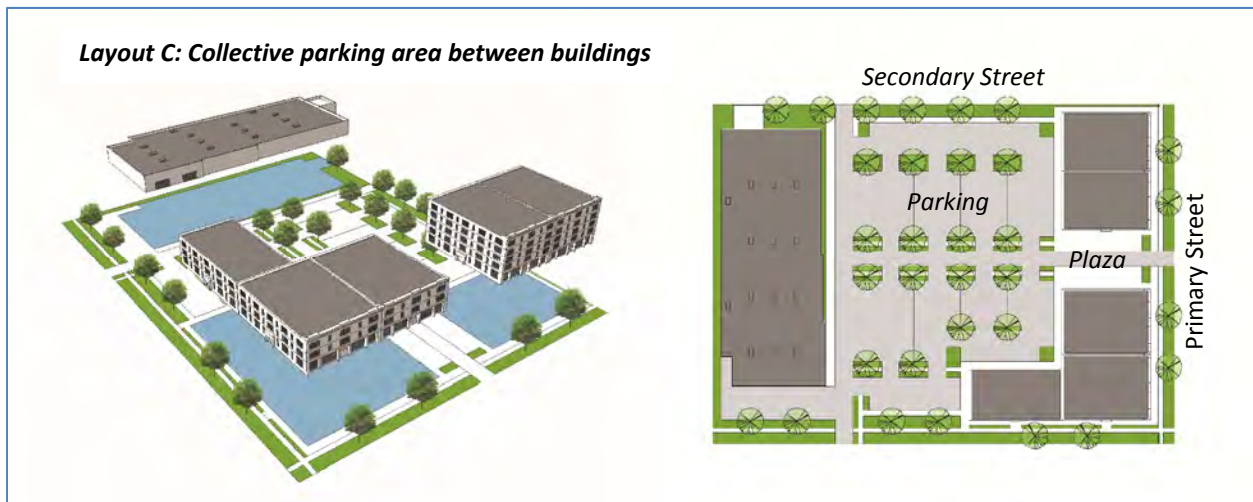 Layout C: Collective parking area between buildings
Secondary Street
Parking
Plaza
Primary Street